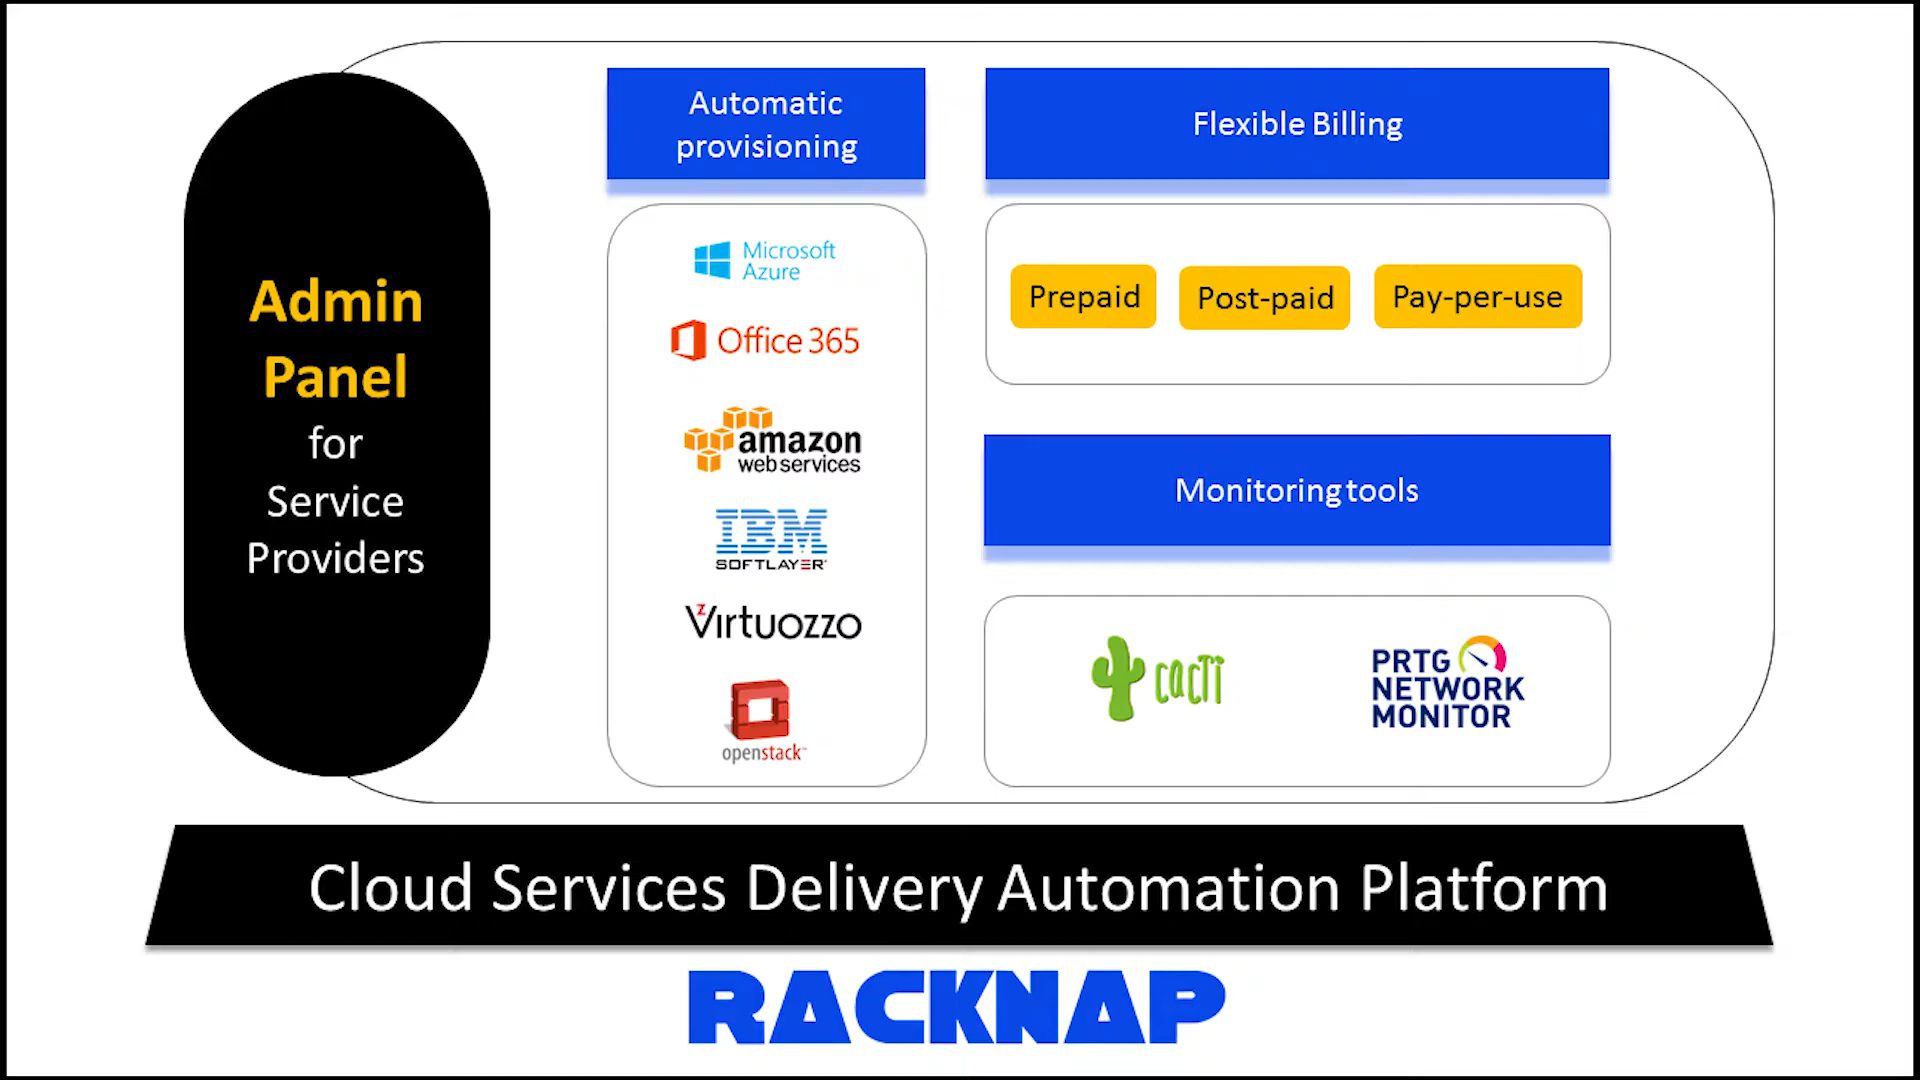 Admin
Panel
for
Service
Providers
Automatic
provisioning
Microsoft
Azure
Office 365
amazon
web services
IBM
SOFTLAYER
Virtuozzo
openstack™
Flexible Billing
Prepaid
Post-paid
Pay-per-use
Monitoring tools
cacti
PRTG
NETWORK
MONITOR
Cloud Services Delivery Automation Platform
RACKNAP